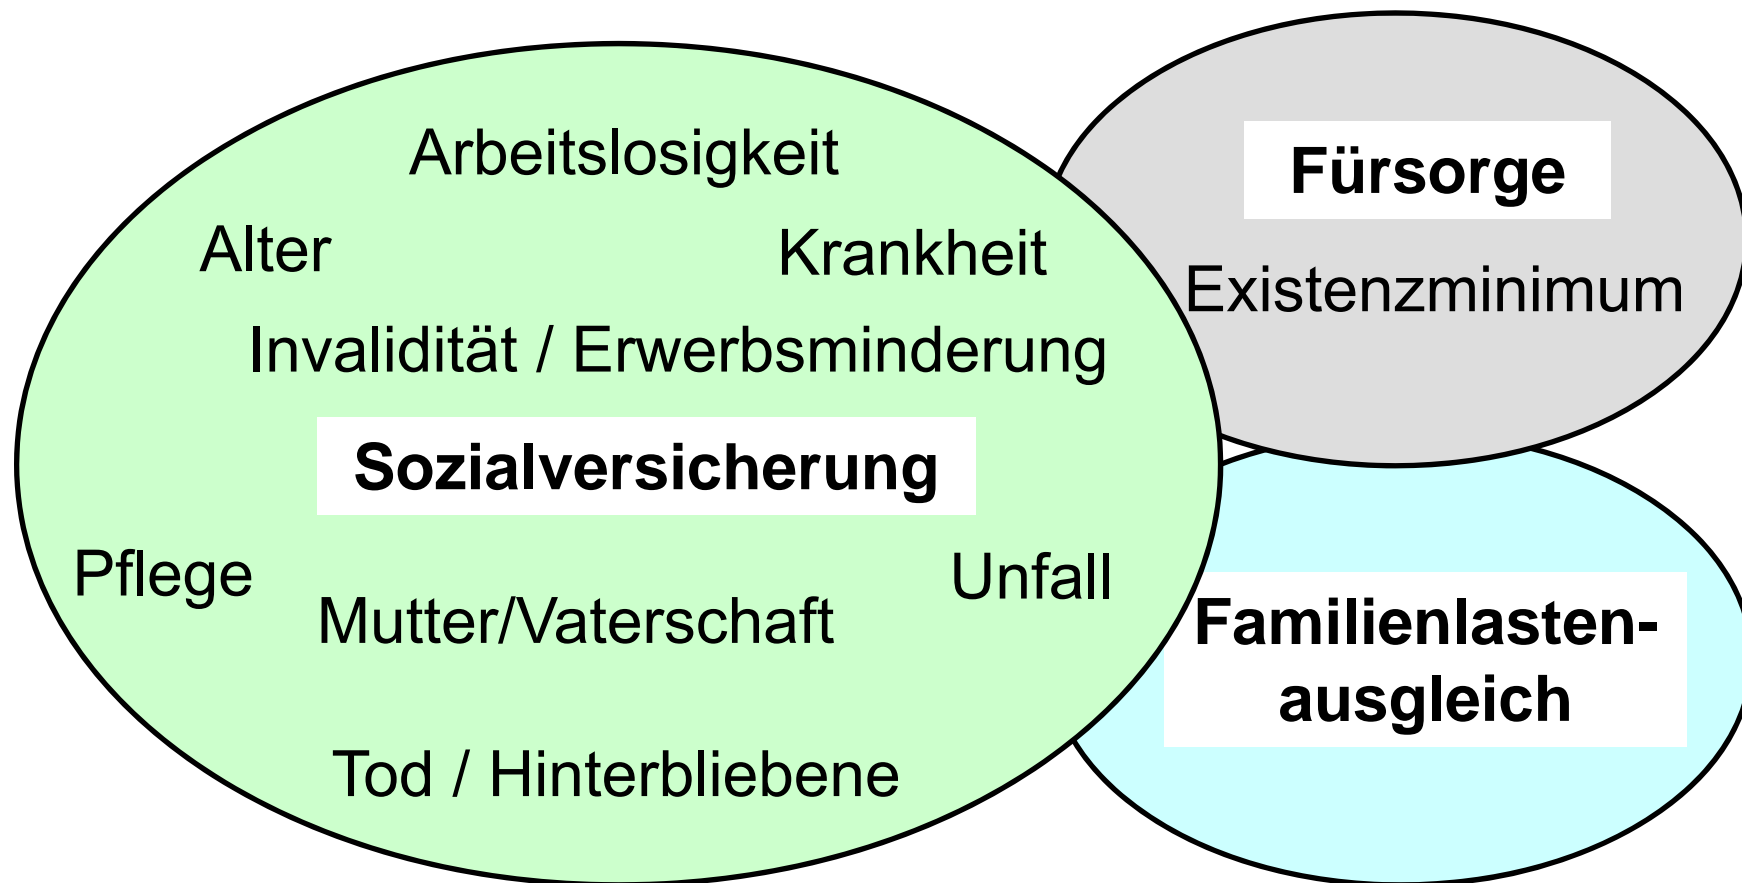 Arbeitslosigkeit
Alter
Krankheit
Invalidität / Erwerbsminderung
Sozialversicherung
Pflege
Unfall
Mutter/Vaterschaft
Tod / Hinterbliebene
Fürsorge
Existenzminimum
Familienlasten-
ausgleich